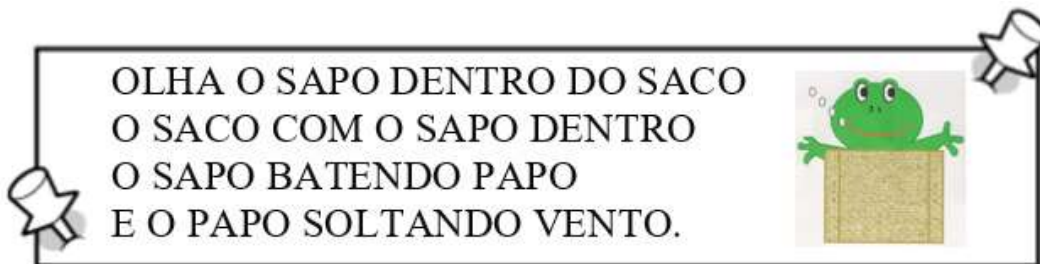 OLHA O SAPO DENTRO DO SACO
O SACO COM O SAPO DENTRO
O SAPO BATENDO PAPO
E O PAPO SOLTANDO VENTO.